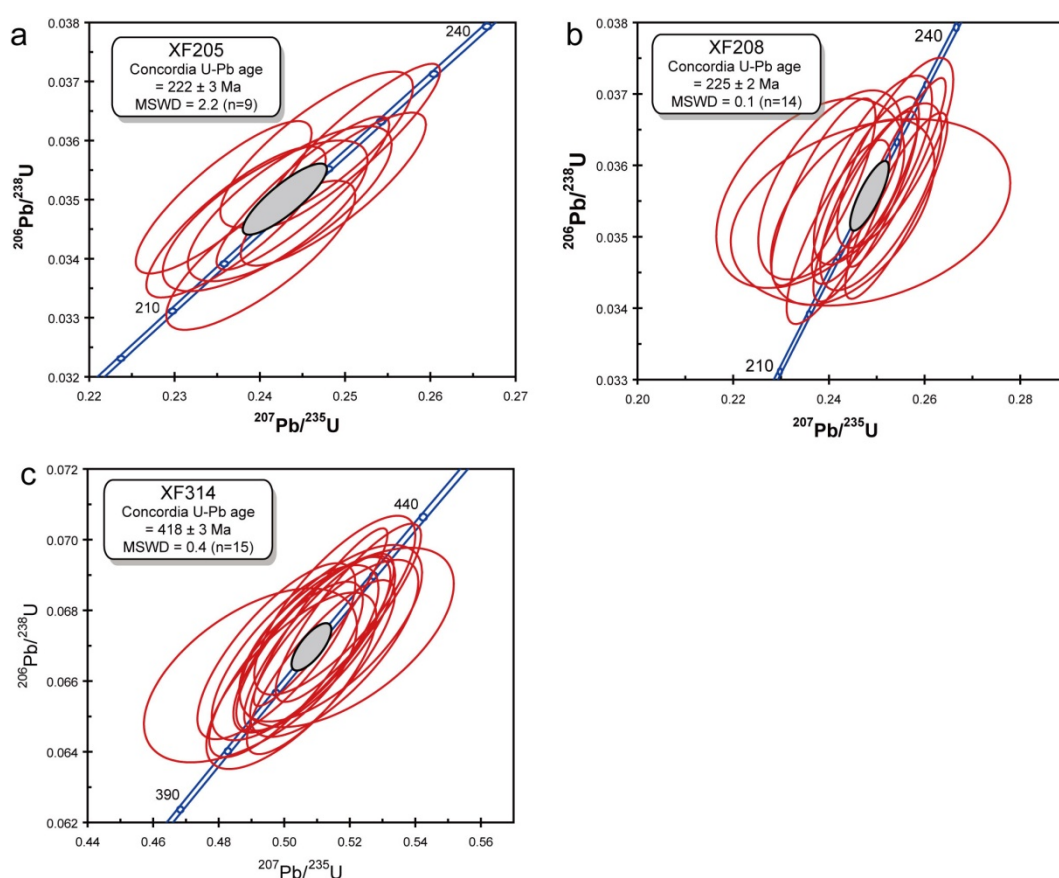 a
XF205
Concordia U-Pb age
= 222 ± 3 Ma
MSWD = 2.2 (n=9)
240
210
0.038
0.037
0.036
0.035
0.034
0.033
0.032
²⁰⁶Pb/²³⁸U
0.22
0.23
0.24
0.25
0.26
0.27
²⁰⁷Pb/²³⁵U
b
XF208
Concordia U-Pb age
= 225 ± 2 Ma
MSWD = 0.1 (n=14)
240
210
0.038
0.037
0.036
0.035
0.034
0.033
²⁰⁶Pb/²³⁸U
0.20
0.22
0.24
0.26
0.28
²⁰⁷Pb/²³⁵U
c
XF314
Concordia U-Pb age
= 418 ± 3 Ma
MSWD = 0.4 (n=15)
440
390
0.072
0.070
0.068
0.066
0.064
0.062
²⁰⁶Pb/²³⁸U
0.44
0.46
0.48
0.50
0.52
0.54
0.56
²⁰⁷Pb/²³⁵U